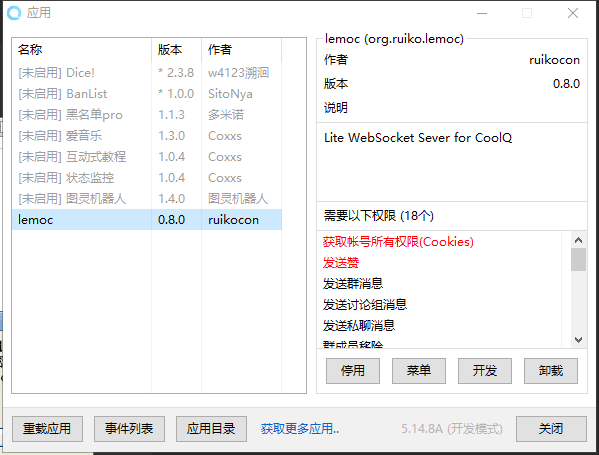 应用
名称 版本 作者
[未启用] Dice! * 2.3.8 w4123溯洄
[未启用] BanList * 1.0.0 SitoNya
[未启用] 黑名单pro 1.1.3 多米诺
[未启用] 爱音乐 1.3.0 Coxxs
[未启用] 互动式教程 1.0.4 Coxxs
[未启用] 状态监控 1.0.4 Coxxs
[未启用] 图灵机器人 1.4.0 图灵机器人
lemoc 0.8.0 ruikocon
lemoc (org.ruiko.lemoc)
作者 ruikocon
版本 0.8.0
说明
Lite WebSocket Sever for CoolQ
需要以下权限 (18个)
获取帐号所有权限(Cookies)
发送赞
发送群消息
发送讨论组消息
发送私聊消息
群成员移除
停用 菜单 开发 卸载
重载应用 事件列表 应用目录 获取更多应用.. 5.14.8A (开发模式) 关闭